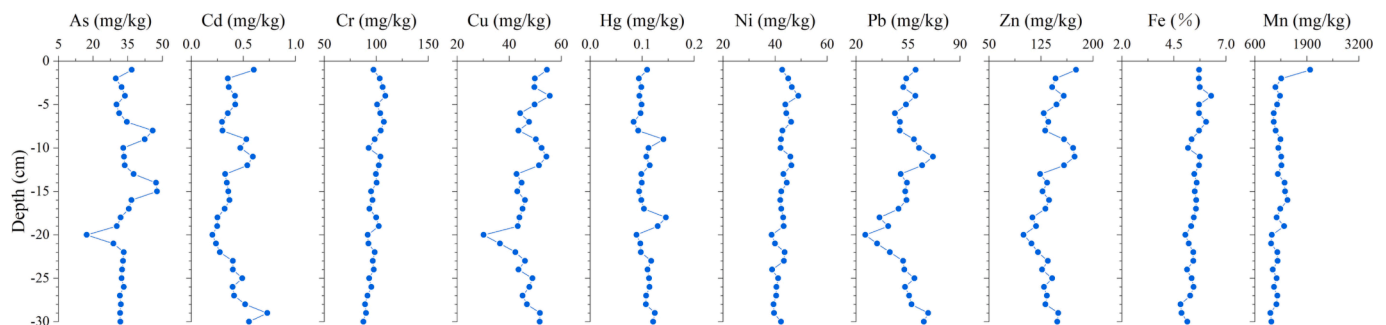 As (mg/kg) Cd (mg/kg) Cr (mg/kg) Cu (mg/kg) Hg (mg/kg) Ni (mg/kg) Pb (mg/kg) Zn (mg/kg) Fe (%) Mn (mg/kg)
5 20 35 50 0.0 0.5 1.0 50 100 150 20 40 60 0.0 0.1 0.2 20 40 60 20 55 90 50 125 200 2.0 4.5 7.0 600 1900 3200
0
-5
-10
-15
-20
-25
-30
Depth (cm)